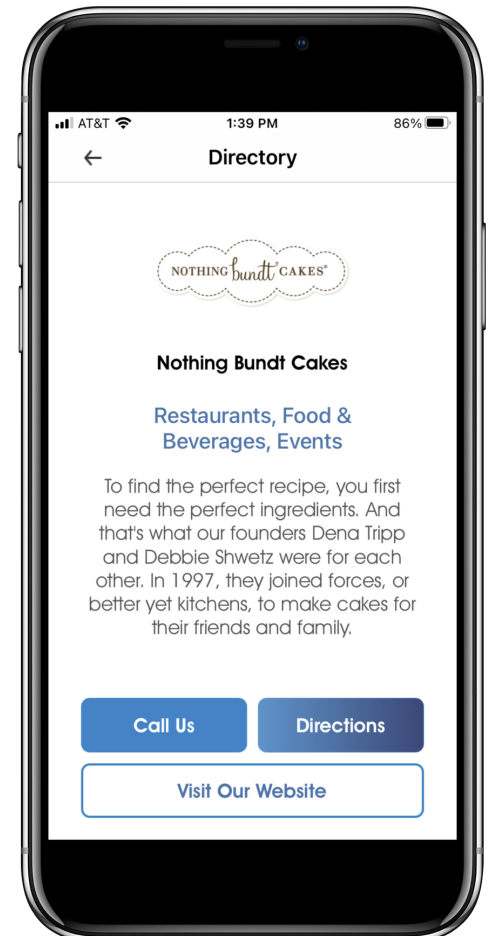 AT&T 1:39 PM 86%
Directory
NOTHING bundt CAKES®
Nothing Bundt Cakes
Restaurants, Food &
Beverages, Events
To find the perfect recipe, you first
need the perfect ingredients. And
that's what our founders Dena Tripp
and Debbie Shwetz were for each
other. In 1997, they joined forces, or
better yet kitchens, to make cakes for
their friends and family.
Call Us Directions
Visit Our Website